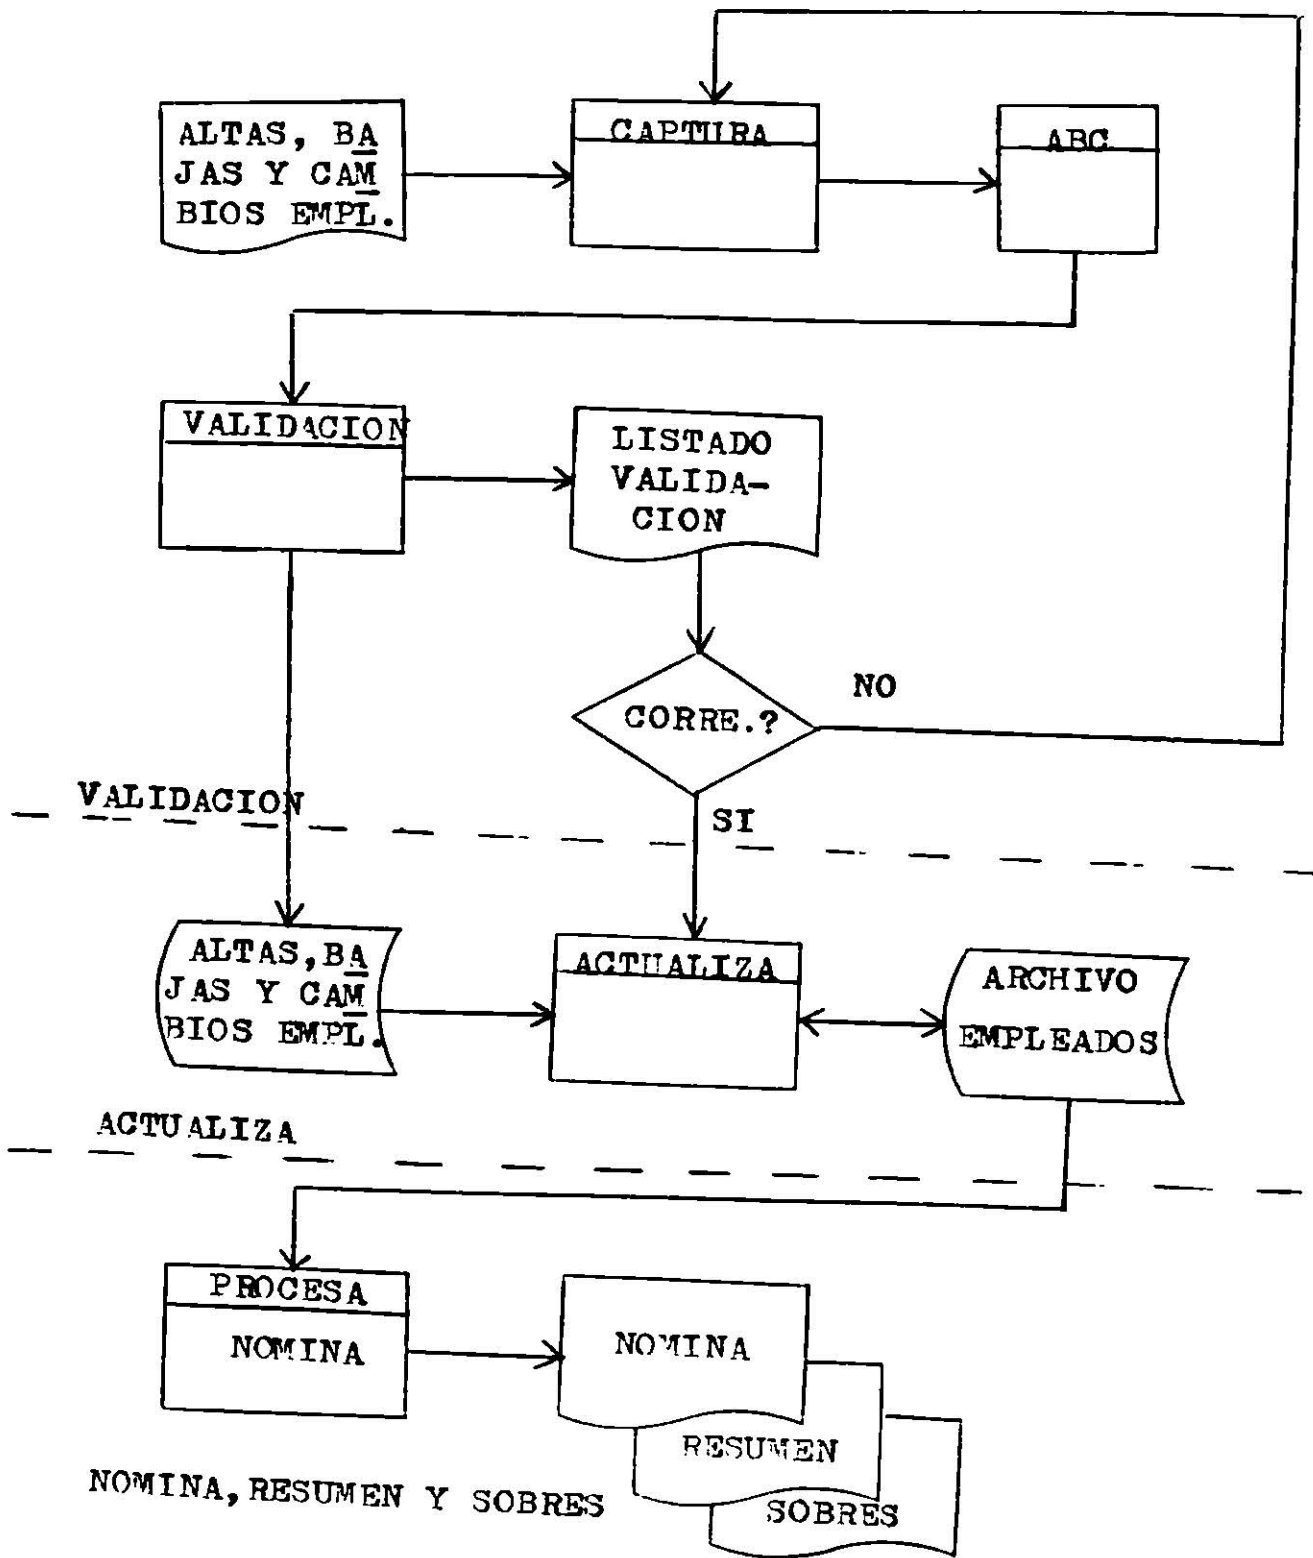 ALTAS, BA
JAS Y CAM
BIOS EMPL.
CAPTURA
ABC
VALIDACION
LISTADO
VALIDA-
CION
CORRE.?
NO
SI
VALIDACION
ALTAS, BA
JAS Y CAM
BIOS EMPL.
ACTUALIZA
ARCHIVO
EMPLEADOS
ACTUALIZA
PROCESA
NOMINA
NOMINA
RESUMEN
SOBRES
NOMINA, RESUMEN Y SOBRES